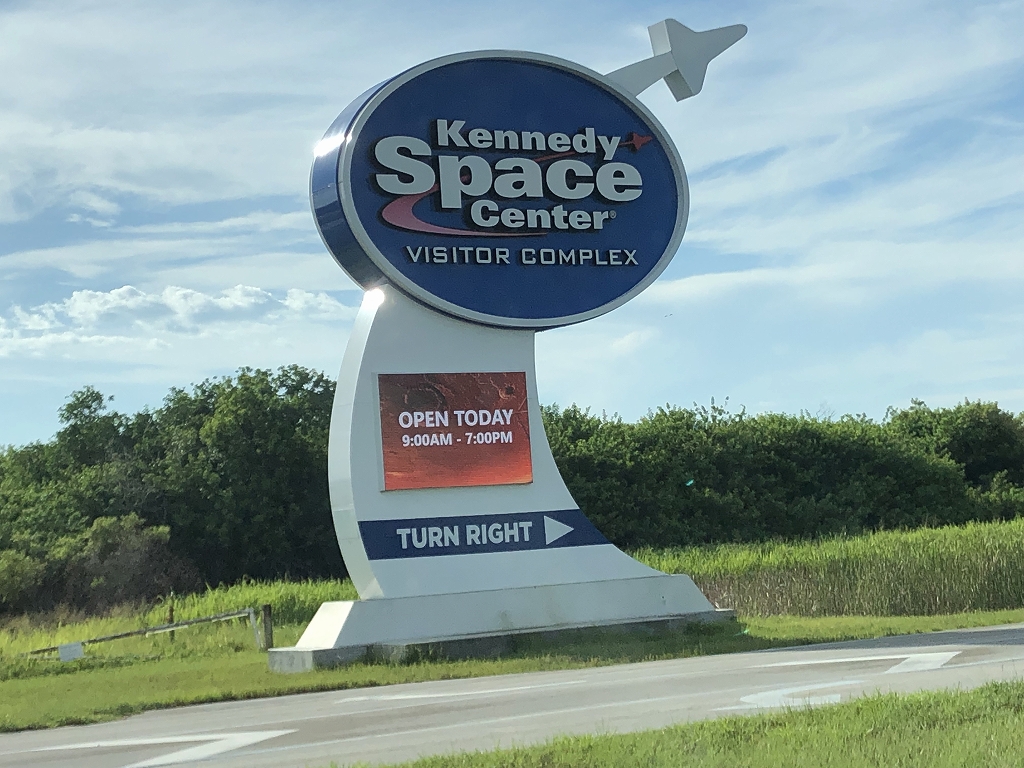 Kennedy
Space
Center®
VISITOR COMPLEX
OPEN TODAY
9:00AM - 7:00PM
TURN RIGHT